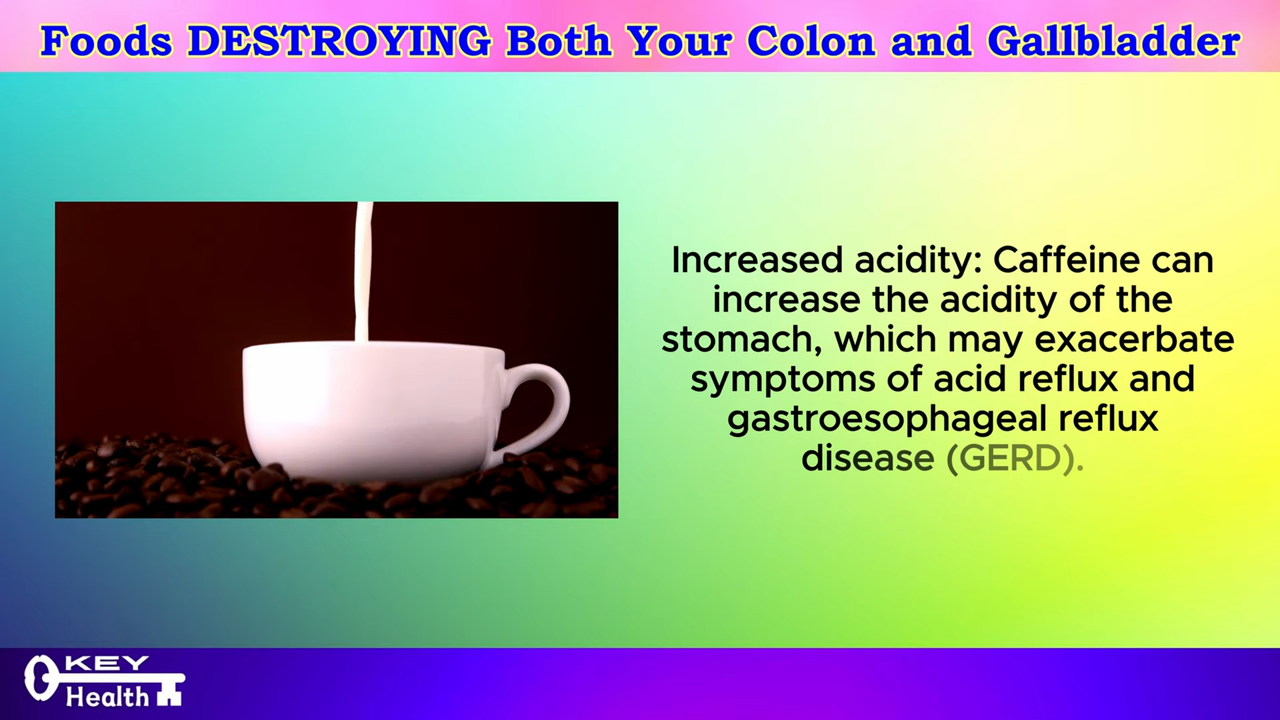 Foods DESTROYING Both Your Colon and Gallbladder
Increased acidity: Caffeine can
increase the acidity of the
stomach, which may exacerbate
symptoms of acid reflux and
gastroesophageal reflux
disease (GERD).
KEY
Health